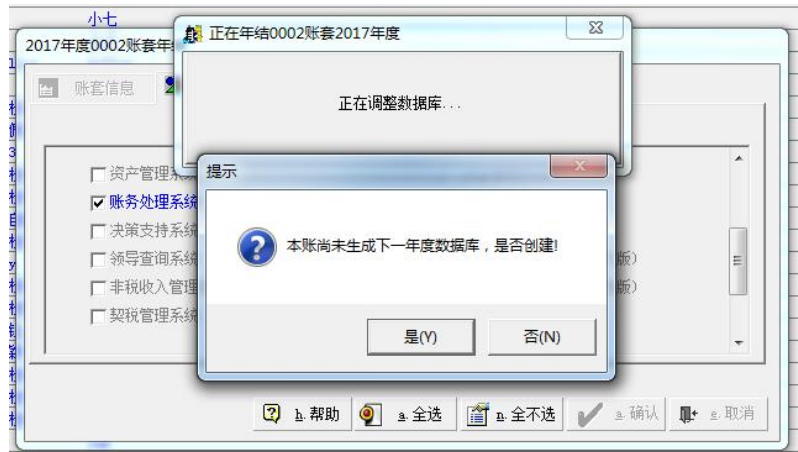 小七
2017年度0002账套年
正在年结0002账套2017年度
账套信息
正在调整数据库...
提示
本账尚未生成下一年度数据库，是否创建!
是(Y)
否(N)
资产管理系统
账务处理系统
决策支持系统
领导查询系统
版)
非税收入管理
版)
契税管理系统
h.帮助
a.全选
n.全不选
s.确认
e.取消